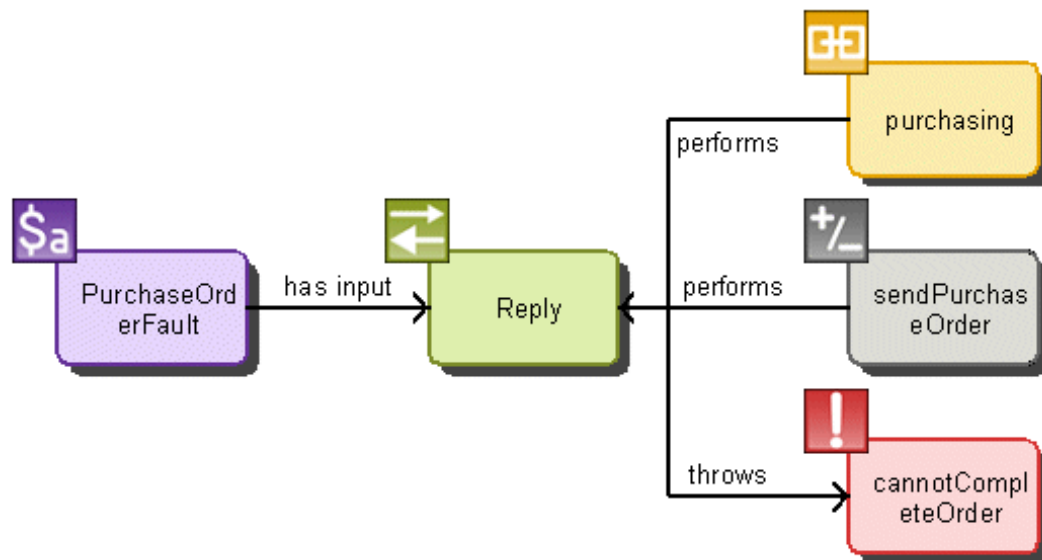 purchasing
performs
$a
+/-
PurchaseOrd
erFault
has input
Reply
performs
sendPurchas
eOrder
!
throws
cannotCompl
eteOrder